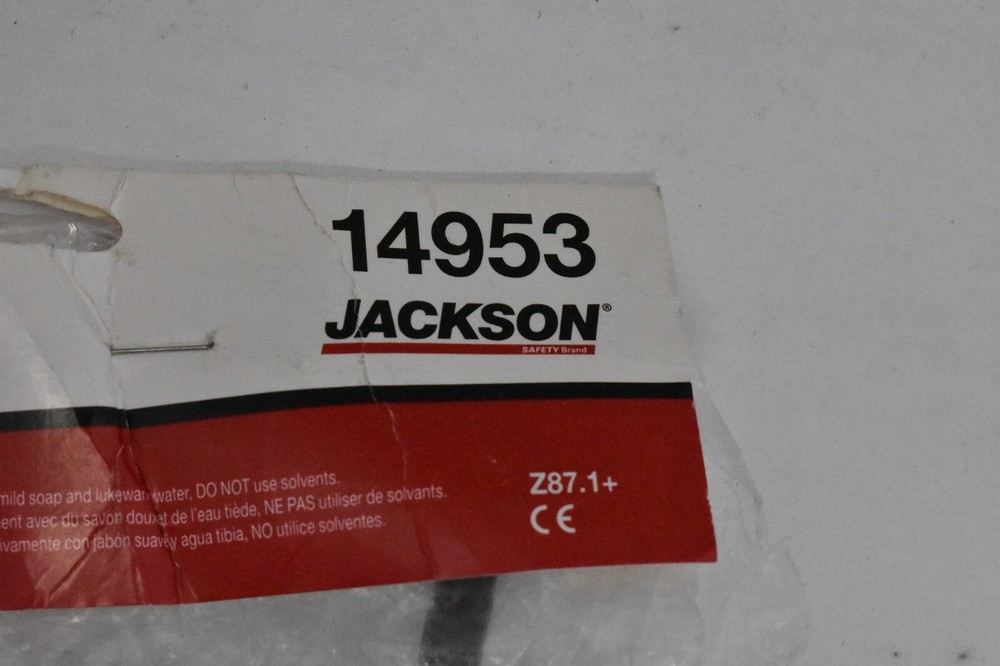 14953
JACKSON®
SAFETY Brand
mild soap and lukewarm water. DO NOT use solvents.
ent avec du savon doux et de l'eau tiède, NE PAS utiliser de solvants.
ivamente con jabón suave y agua tibia, NO utilice solventes.
Z87.1+
CE